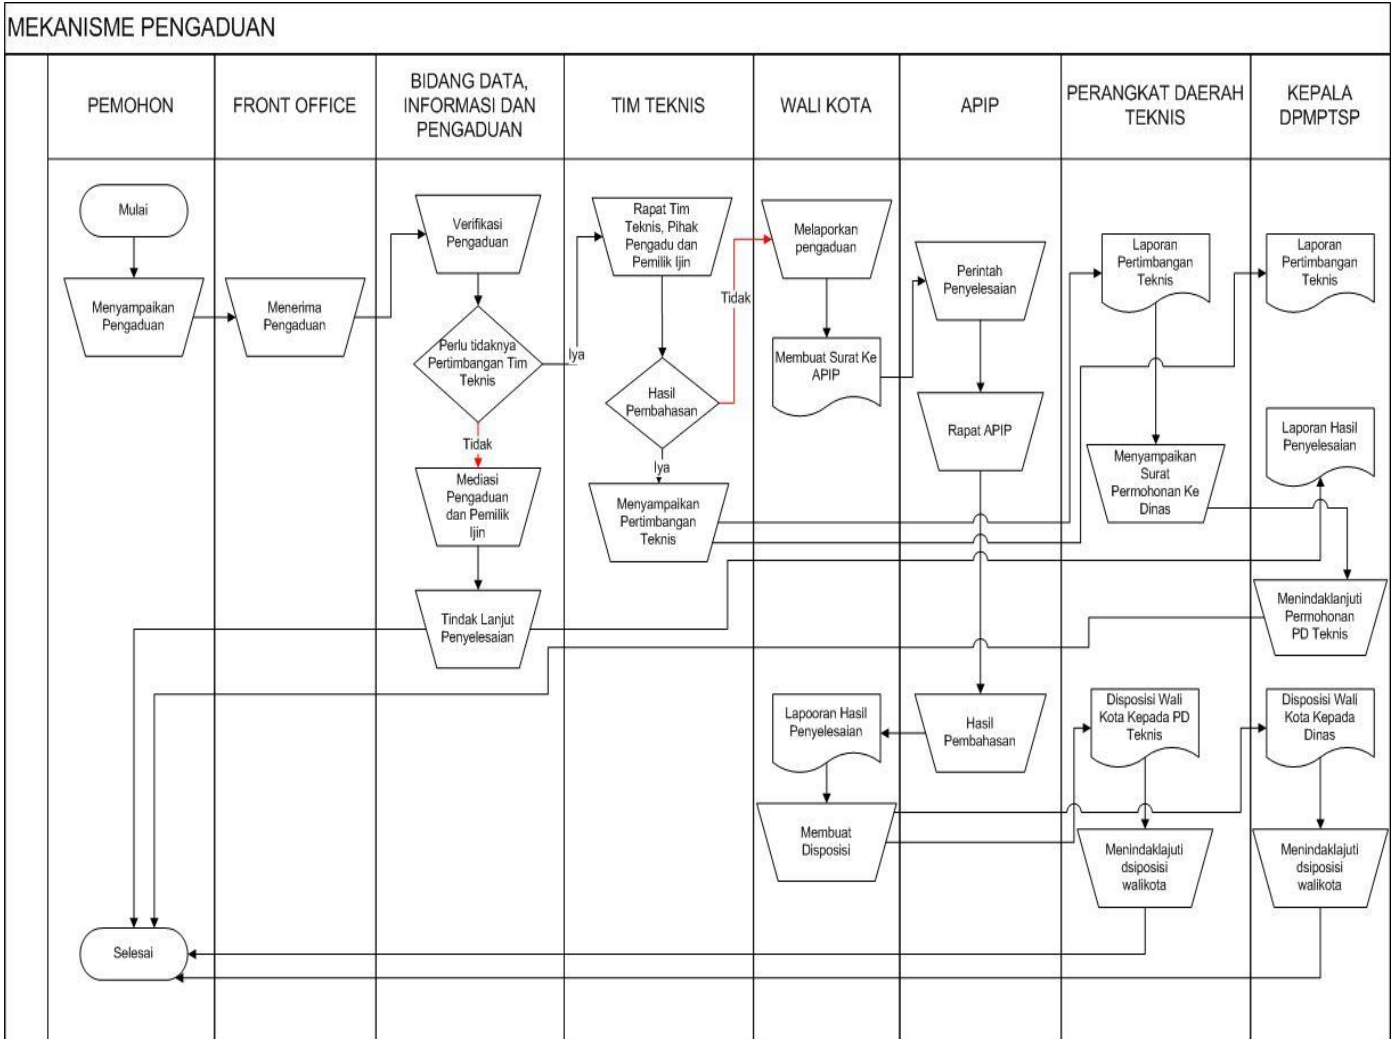 MEKANISME PENGADUAN
PEMOHON
FRONT OFFICE
BIDANG DATA,
INFORMASI DAN
PENGADUAN
TIM TEKNIS
WALI KOTA
APIP
PERANGKAT DAERAH
TEKNIS
KEPALA
DPMPTSP
Mulai
Menyampaikan
Pengaduan
Menerima
Pengaduan
Verifikasi
Pengaduan
Perlu tidaknya
Pertimbangan Tim
Teknis
Iya
Tidak
Mediasi
Pengaduan
dan Pemilik
Ijin
Tindak Lanjut
Penyelesaian
Rapat Tim
Teknis, Pihak
Pengadu dan
Pemilik Ijin
Hasil
Pembahasan
Tidak
Iya
Menyampaikan
Pertimbangan
Teknis
Melaporkan
pengaduan
Membuat Surat Ke
APIP
Perintah
Penyelesaian
Rapat APIP
Hasil
Pembahasan
Lapooran Hasil
Penyelesaian
Membuat
Disposisi
Laporan
Pertimbangan
Teknis
Menyampaikan
Surat
Permohonan Ke
Dinas
Disposisi Wali
Kota Kepada PD
Teknis
Menindaklajuti
dsiposisi
walikota
Laporan
Pertimbangan
Teknis
Laporan Hasil
Penyelesaian
Menindaklanjuti
Permohonan
PD Teknis
Disposisi Wali
Kota Kepada
Dinas
Menindaklajuti
dsiposisi
walikota
Selesai